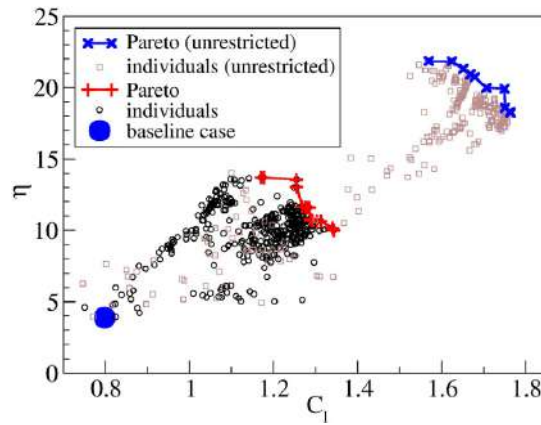 25
20
15
10
5
0
η
Pareto (unrestricted)
individuals (unrestricted)
Pareto
individuals
baseline case
0.8 1 1.2 1.4 1.6 1.8
C_l